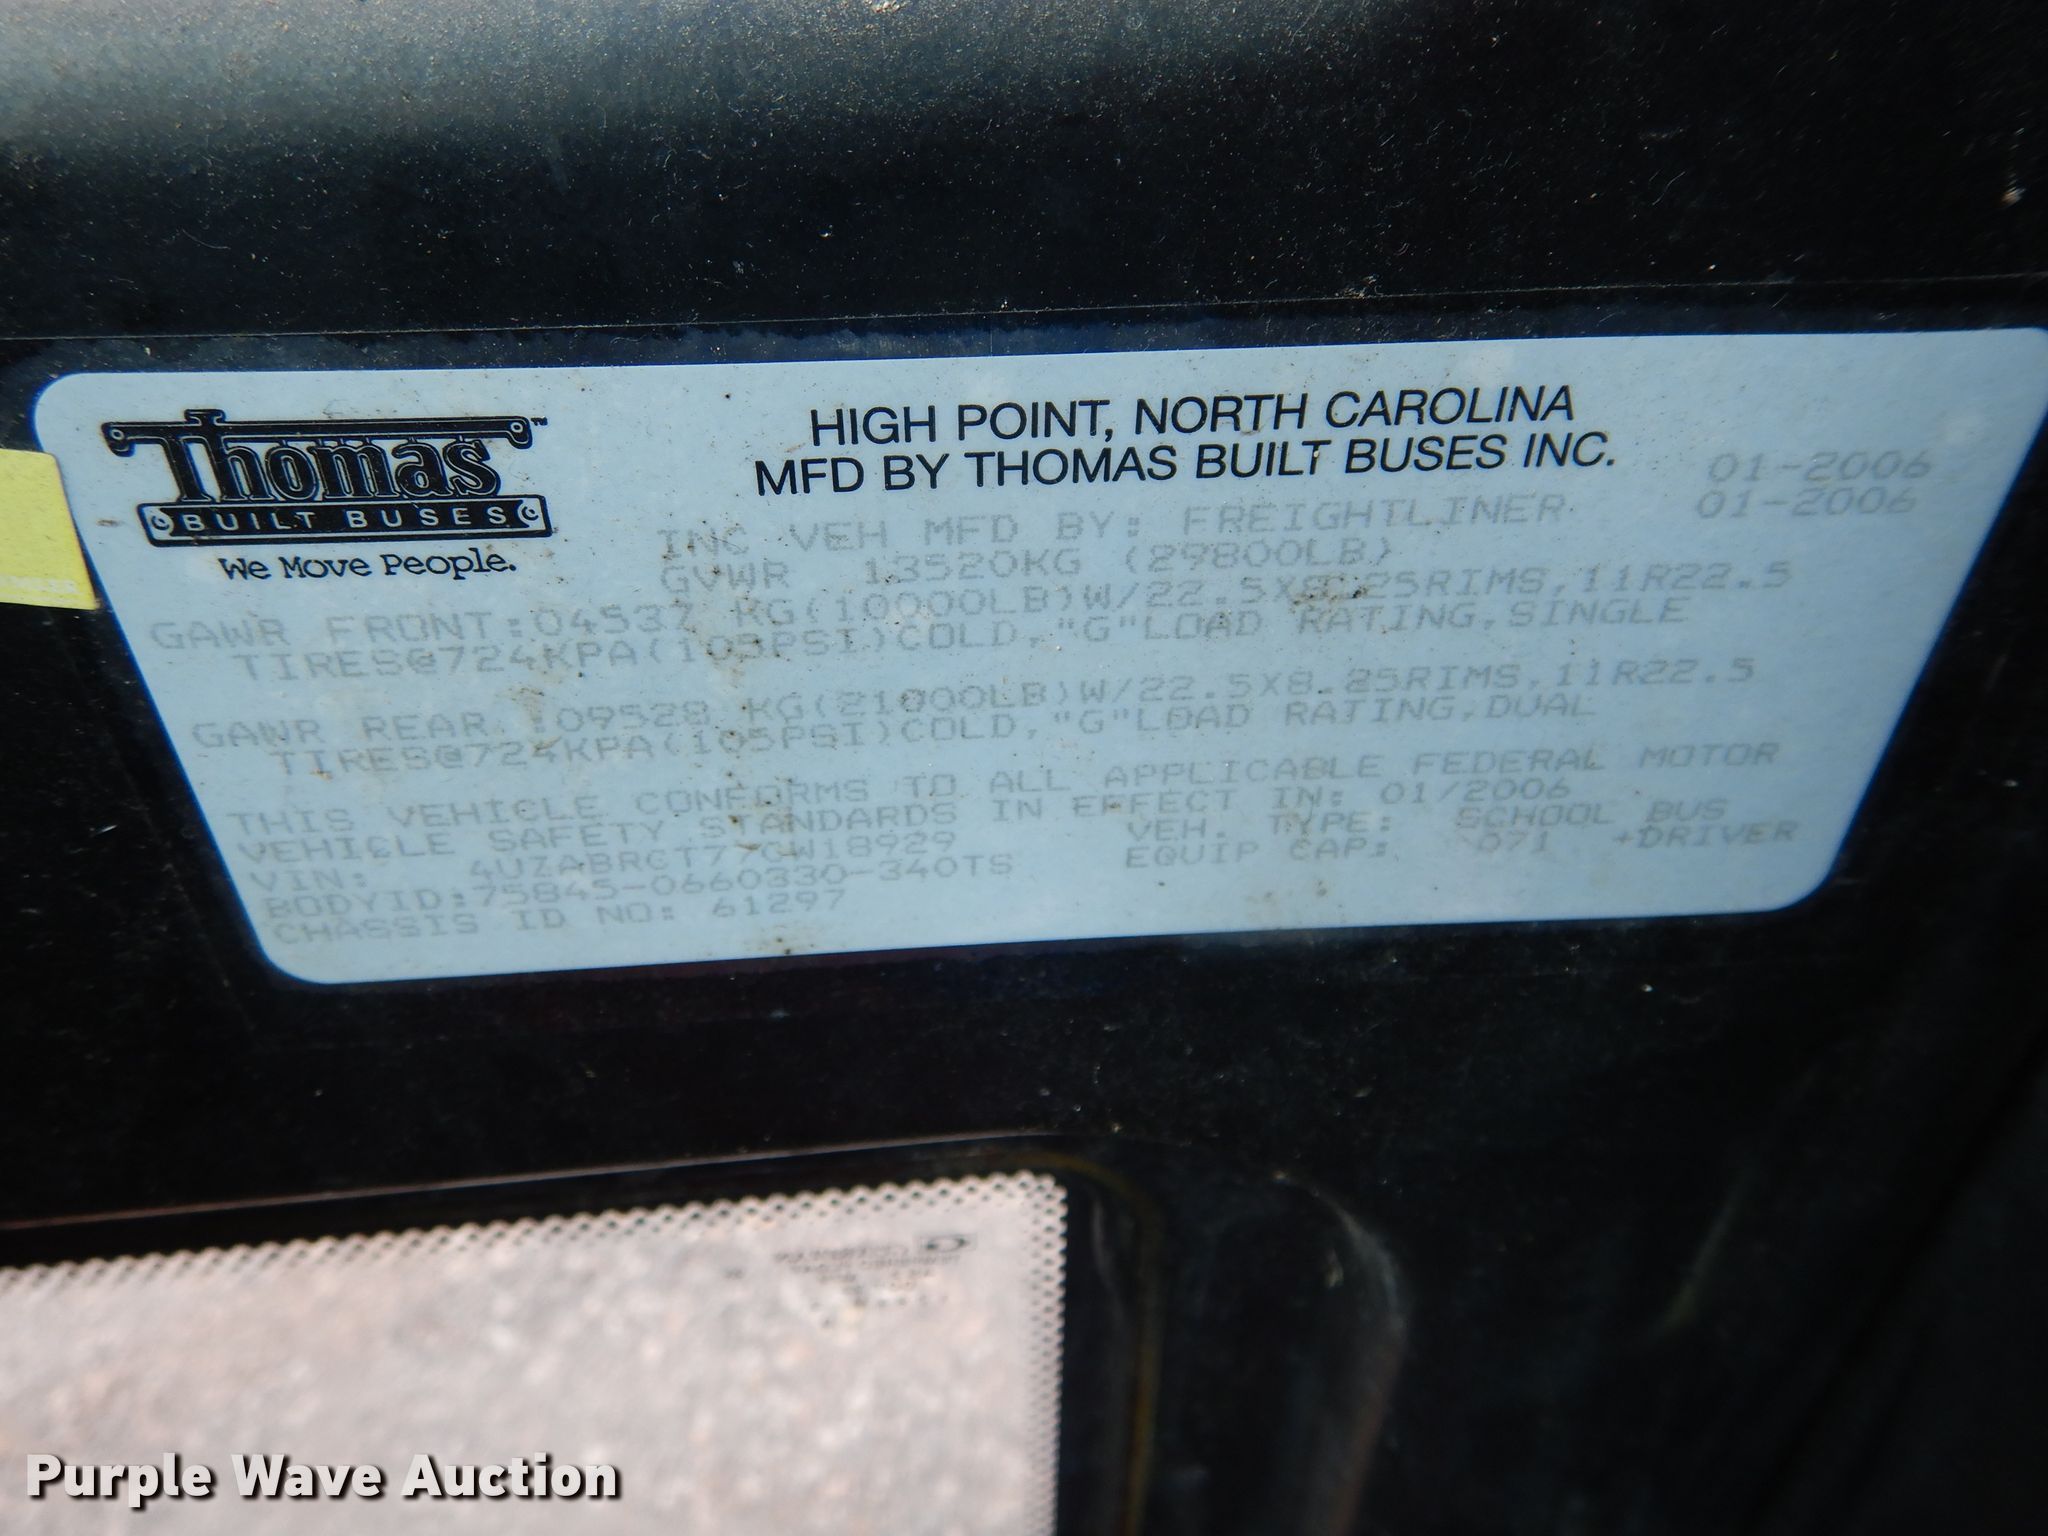 Thomas™
BUILT BUSES
We Move People.
HIGH POINT, NORTH CAROLINA
MFD BY THOMAS BUILT BUSES INC. 01-2006
INC VEH MFD BY: FREIGHTLINER 01-2006
GVWR 13520KG (29800LB)
GAWR FRONT:04537 KG(10000LB)W/22.5X8.25RIMS,11R22.5
TIRES@724KPA(105PSI)COLD,"G"LOAD RATING,SINGLE
GAWR REAR :09528 KG(21000LB)W/22.5X8.25RIMS,11R22.5
TIRES@724KPA(105PSI)COLD,"G"LOAD RATING,DUAL
THIS VEHICLE CONFORMS TO ALL APPLICABLE FEDERAL MOTOR
VEHICLE SAFETY STANDARDS IN EFFECT IN: 01/2006
VIN: 4UZABRCT77CW18929 VEH. TYPE: SCHOOL BUS
BODYID:75845-0660330-340TS EQUIP CAP: 071 +DRIVER
CHASSIS ID NO: 61297
Purple Wave Auction